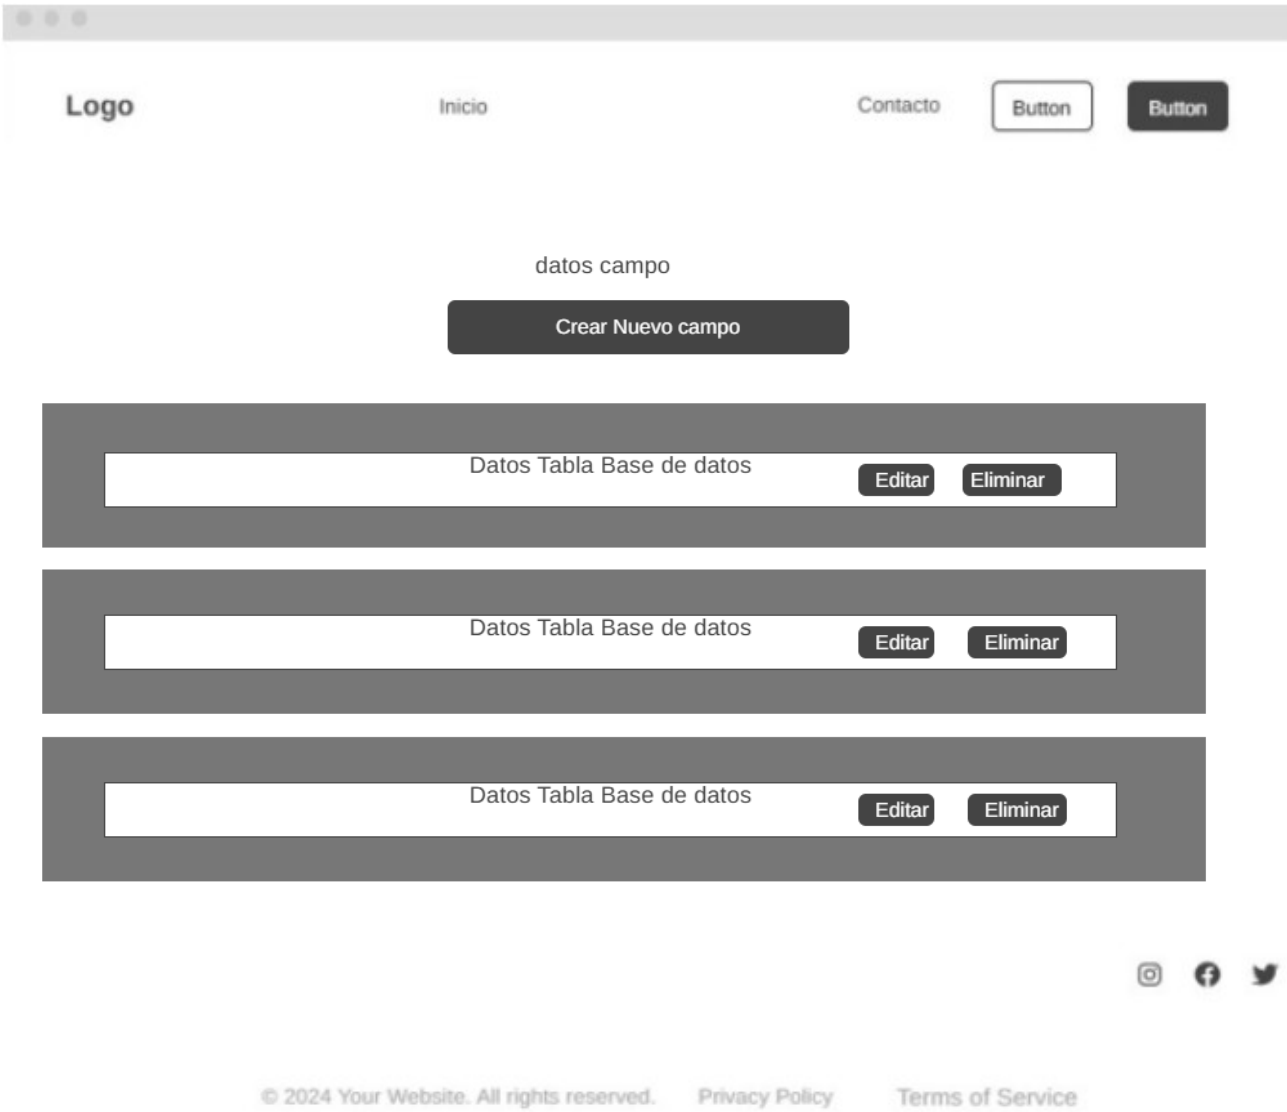 Logo Inicio Contacto Button Button
datos campo
Crear Nuevo campo
Datos Tabla Base de datos Editar Eliminar
Datos Tabla Base de datos Editar Eliminar
Datos Tabla Base de datos Editar Eliminar
© 2024 Your Website. All rights reserved. Privacy Policy Terms of Service